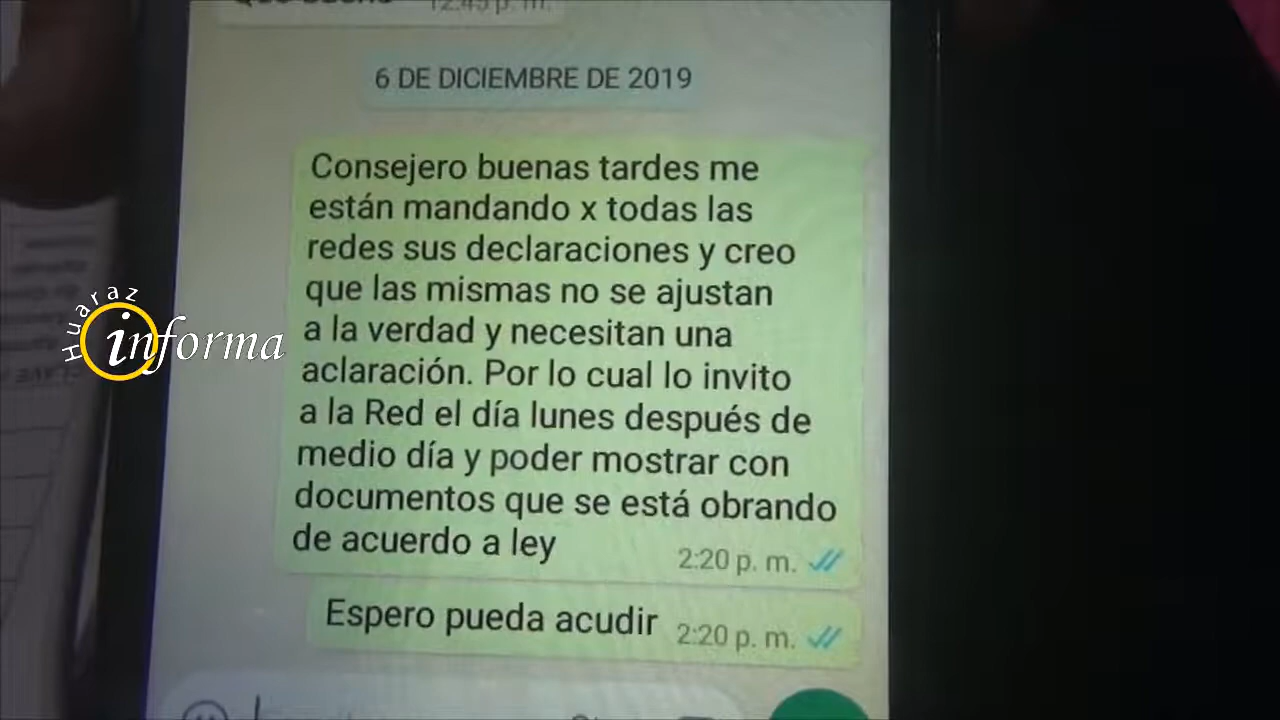 12:45 p. m.
6 DE DICIEMBRE DE 2019
Consejero buenas tardes me
están mandando x todas las
redes sus declaraciones y creo
que las mismas no se ajustan
a la verdad y necesitan una
aclaración. Por lo cual lo invito
a la Red el día lunes después de
medio día y poder mostrar con
documentos que se está obrando
de acuerdo a ley
2:20 p. m.
Espero pueda acudir
2:20 p. m.
Huaraz
informa